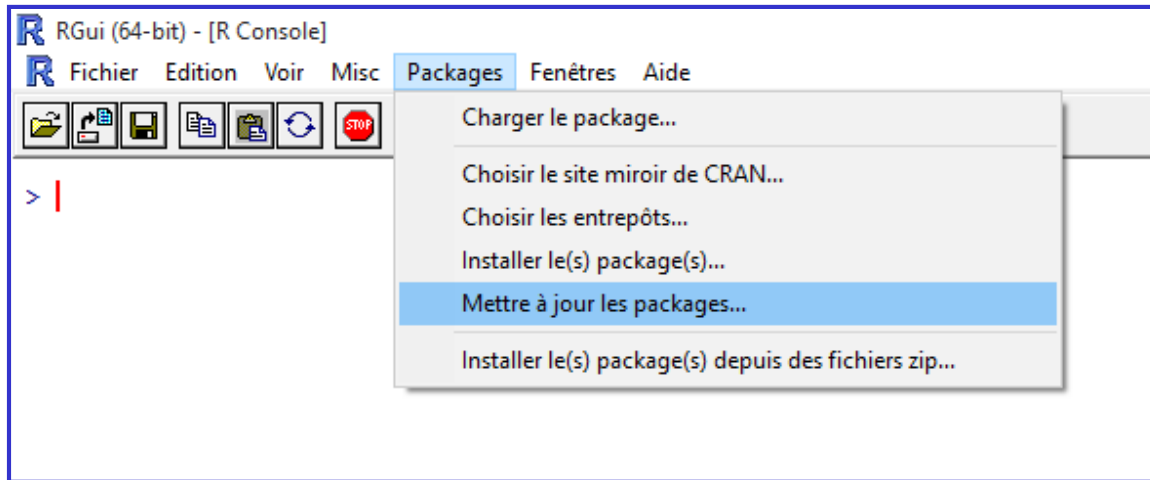 RGui (64-bit) - [R Console]
Fichier Edition Voir Misc Packages Fenêtres Aide
STOP
Charger le package...
Choisir le site miroir de CRAN...
Choisir les entrepôts...
Installer le(s) package(s)...
Mettre à jour les packages...
Installer le(s) package(s) depuis des fichiers zip...
>